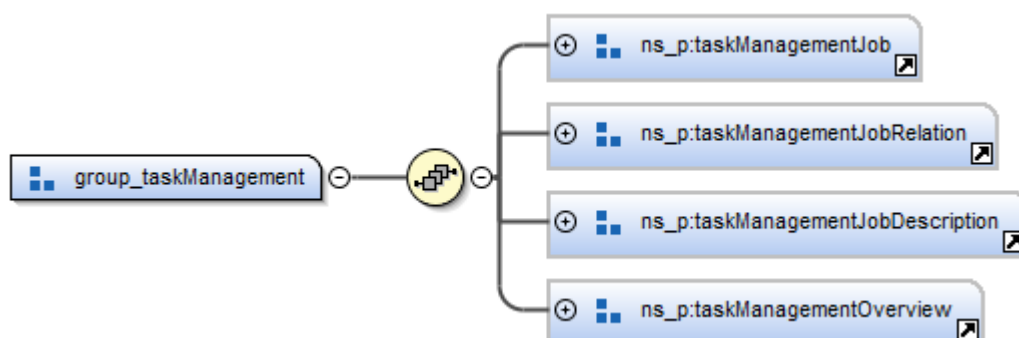 ns_p:taskManagementJob
ns_p:taskManagementJobRelation
group_taskManagement
ns_p:taskManagementJobDescription
ns_p:taskManagementOverview